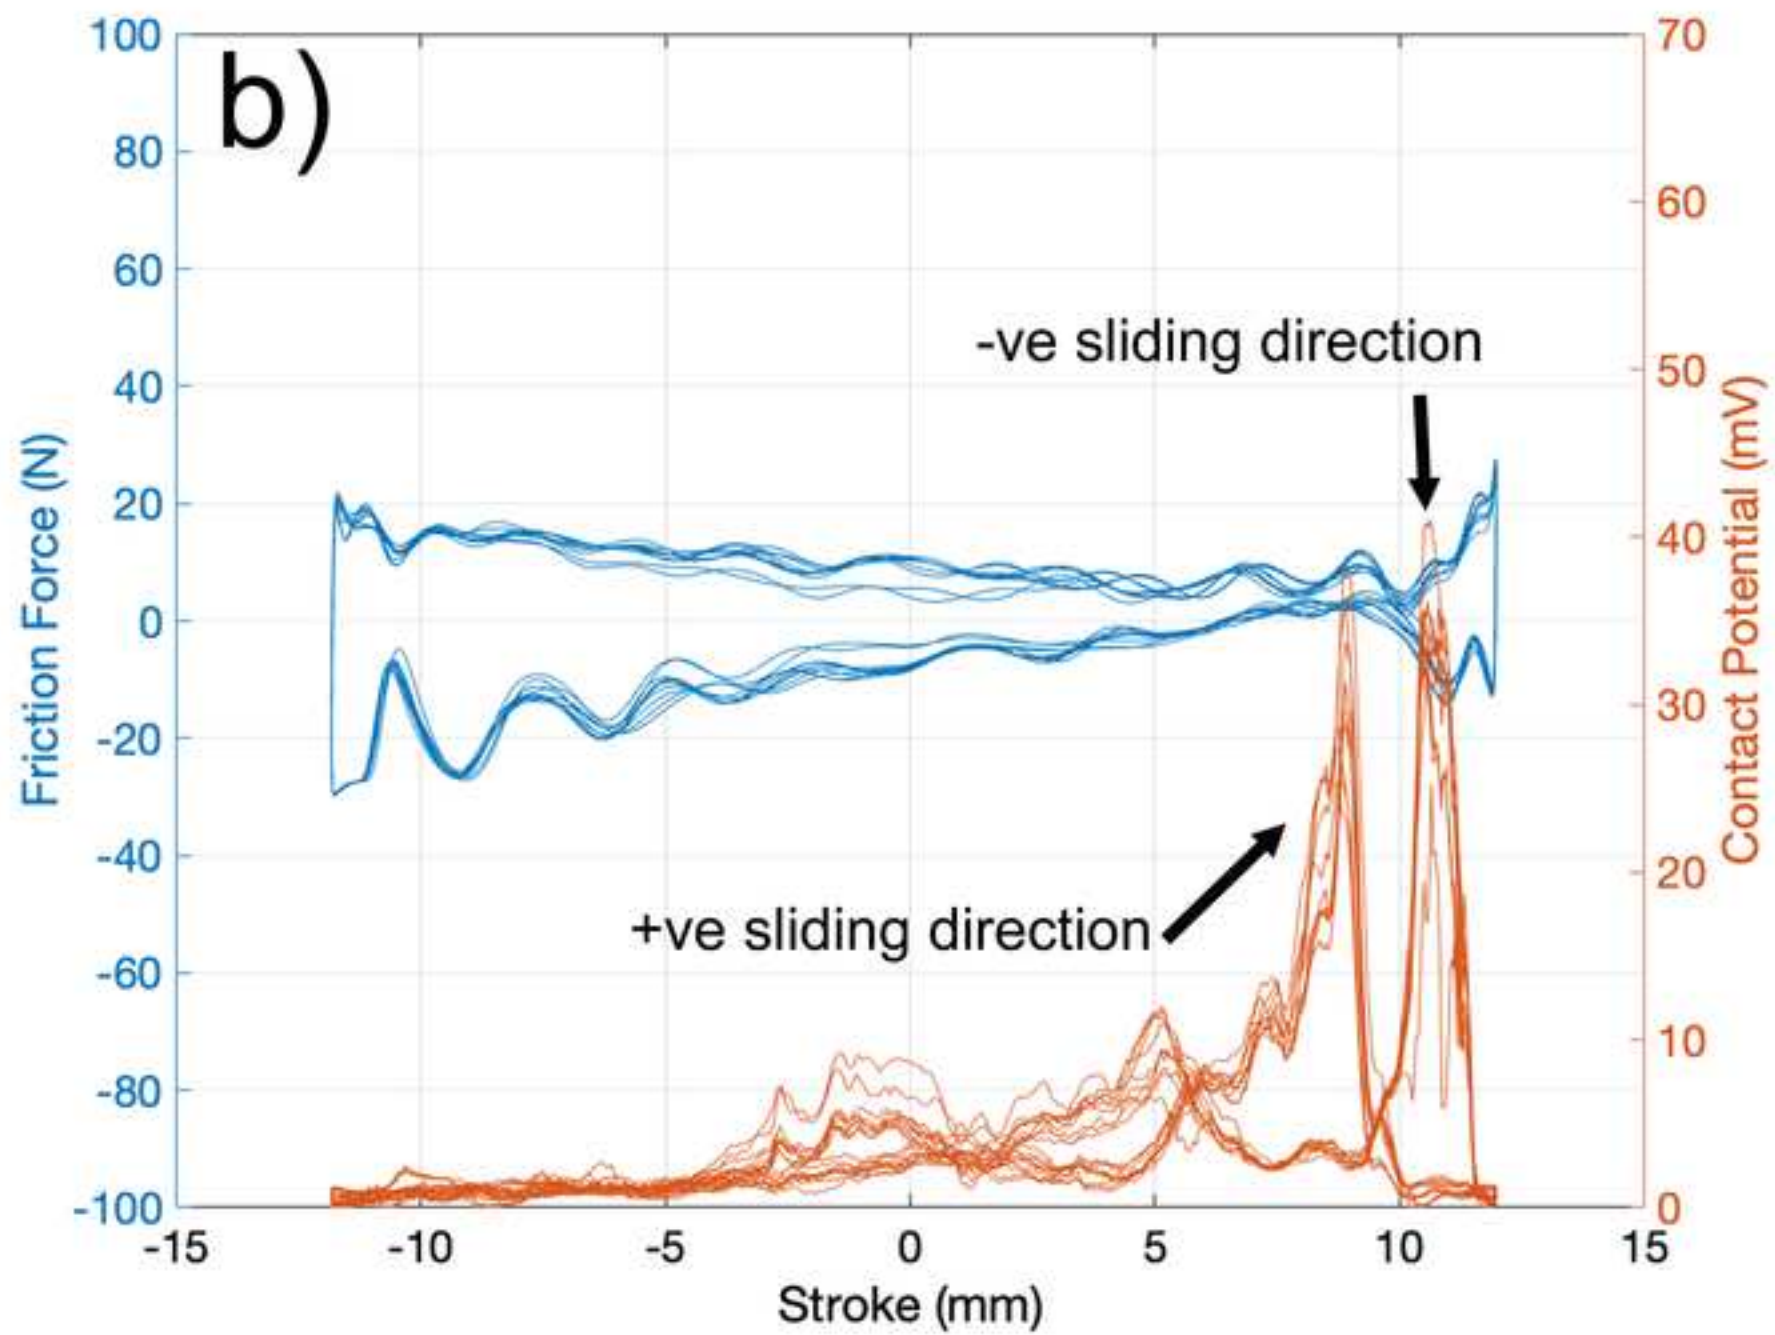 b)
100
80
60
40
20
0
-20
-40
-60
-80
-100
Friction Force (N)
70
60
50
40
30
20
10
0
Contact Potential (mV)
-ve sliding direction
+ve sliding direction
-15 -10 -5 0 5 10 15
Stroke (mm)